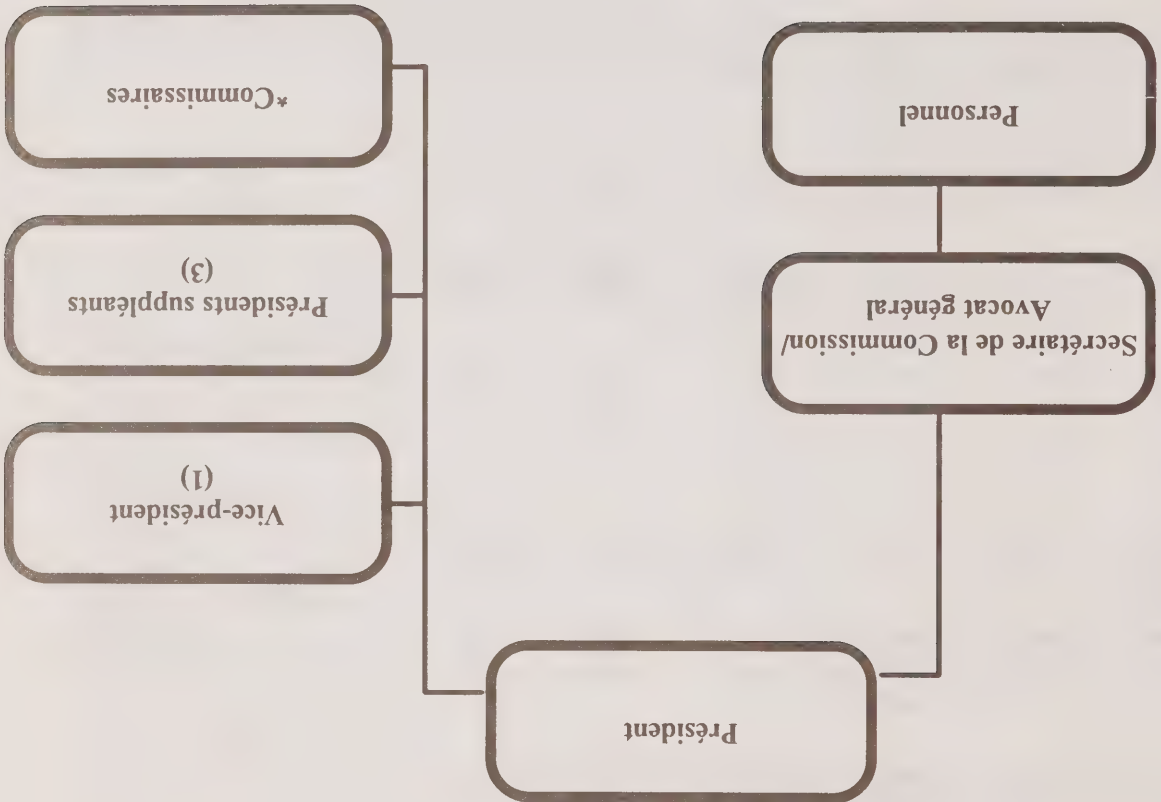 Président
Secrétaire de la Commission/
Avocat général
Personnel
Vice-président
(1)
Présidents suppléants
(3)
*Commissaires